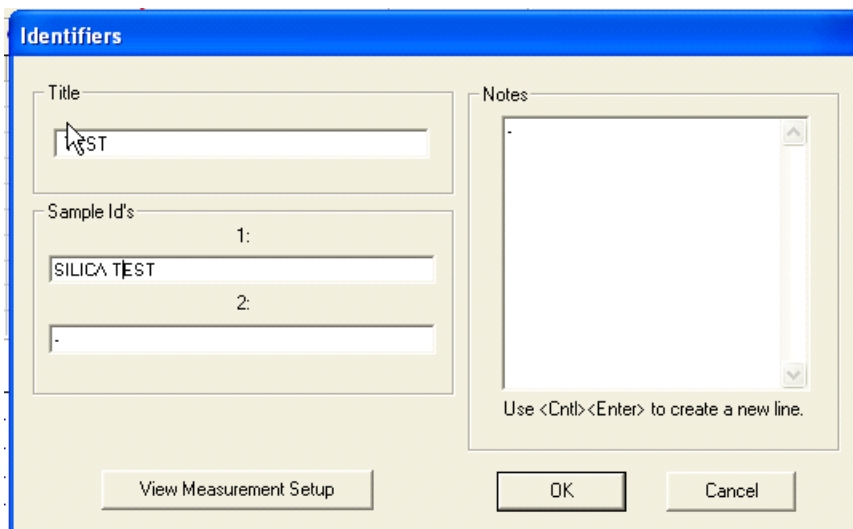 Identifiers
Title
TEST
Sample Id's
1:
SILICA TEST
2:
-
Notes
-
Use <Cntl><Enter> to create a new line.
View Measurement Setup
OK
Cancel